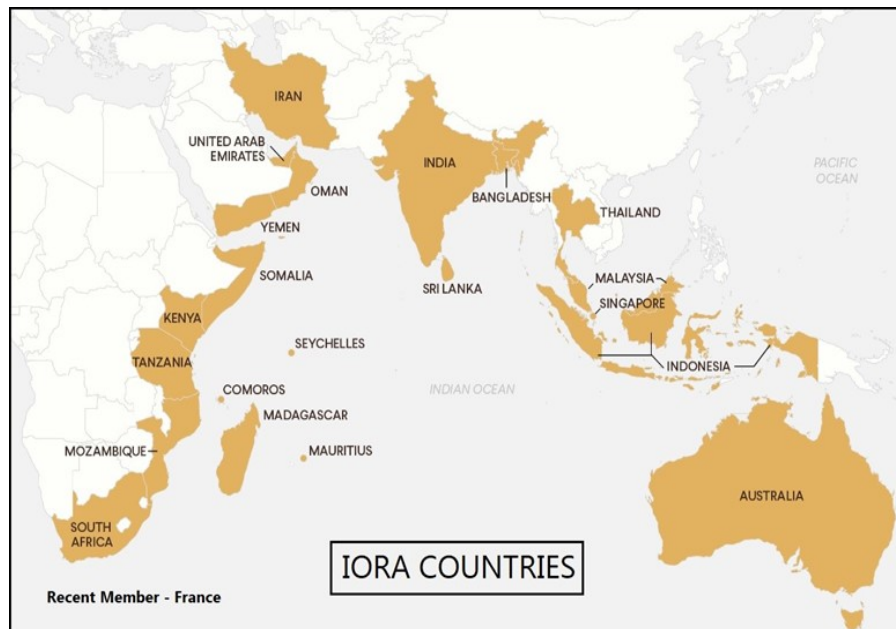 IRAN
UNITED ARAB
EMIRATES
OMAN
YEMEN
INDIA
BANGLADESH
THAILAND
PACIFIC
OCEAN
SOMALIA
SRI LANKA
MALAYSIA
SINGAPORE
KENYA
TANZANIA
SEYCHELLES
INDONESIA
COMOROS
INDIAN OCEAN
MADAGASCAR
MOZAMBIQUE
MAURITIUS
AUSTRALIA
SOUTH
AFRICA
IORA COUNTRIES
Recent Member - France